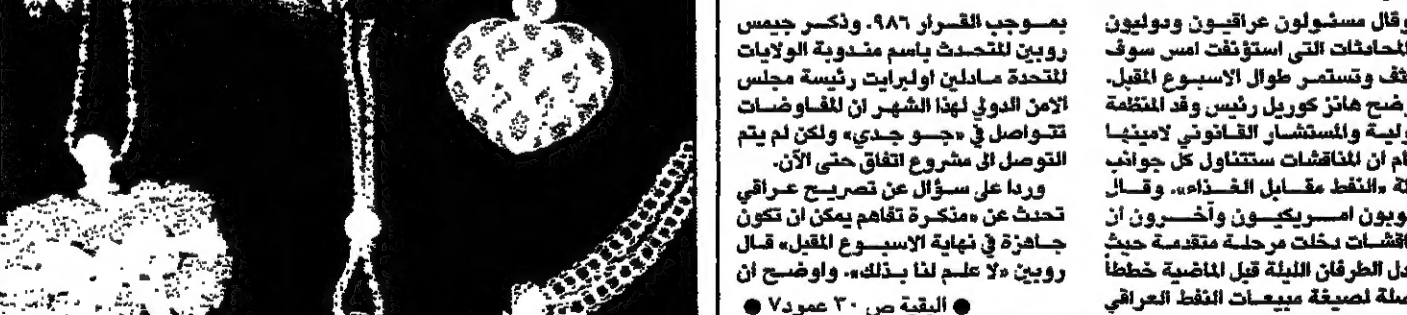 وقال مسئولون عراقيون ودوليون
المحادثات التي استؤنفت امس سوف
وتستمر طوال الاسبوع المقبل.
هانز كوريل رئيس وفد المنظمة
والمستشار القانوني لامينها
ان المناقشات ستتناول كل جوانب
«النفط مقابل الغذاء». وقال
امريكيون وآخرون ان
دخلت مرحلة متقدمة حيث
الطرفان الليلة قبل الماضية خططاً
لصيغة مبيعات النفط العراقي
بموجب القرار ٩٨٦. وذكر جيمس
روبين المتحدث باسم مندوبة الولايات
المتحدة مادلين اولبرايت رئيسة مجلس
الامن الدولي لهذا الشهر ان المفاوضات
تتواصل في «جو جدي» ولكن لم يتم
التوصل الى مشروع اتفاق حتى الآن.
وردا على سؤال عن تصريح عراقي
تحدث عن «مذكرة تفاهم يمكن ان تكون
جاهزة في نهاية الاسبوع المقبل» قال
روبين «لا علم لنا بذلك». واوضح ان
● البقية ص ٣٠ عمود ٧ ●